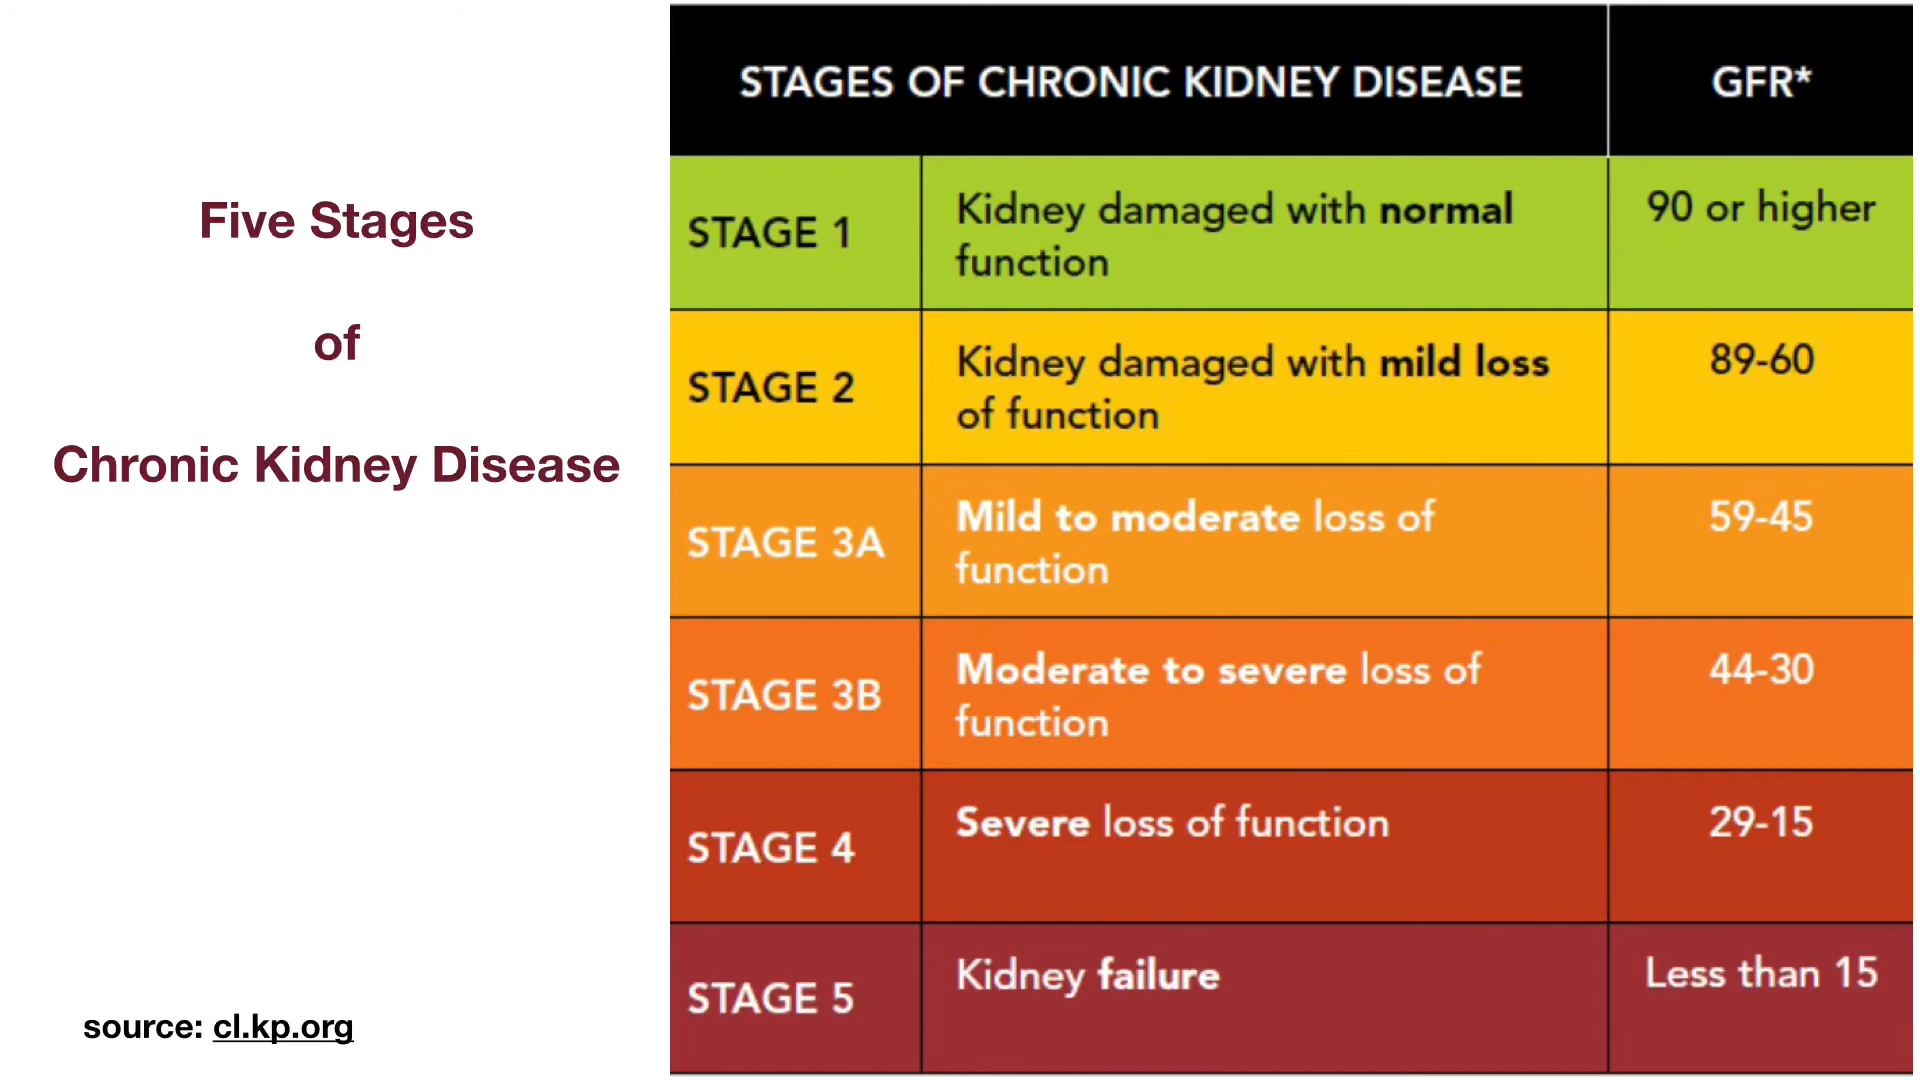 Five Stages
of
Chronic Kidney Disease
source: cl.kp.org
STAGES OF CHRONIC KIDNEY DISEASE GFR*
STAGE 1 Kidney damaged with normal 90 or higher
function
STAGE 2 Kidney damaged with mild loss 89-60
of function
STAGE 3A Mild to moderate loss of 59-45
function
STAGE 3B Moderate to severe loss of 44-30
function
STAGE 4 Severe loss of function 29-15
STAGE 5 Kidney failure Less than 15